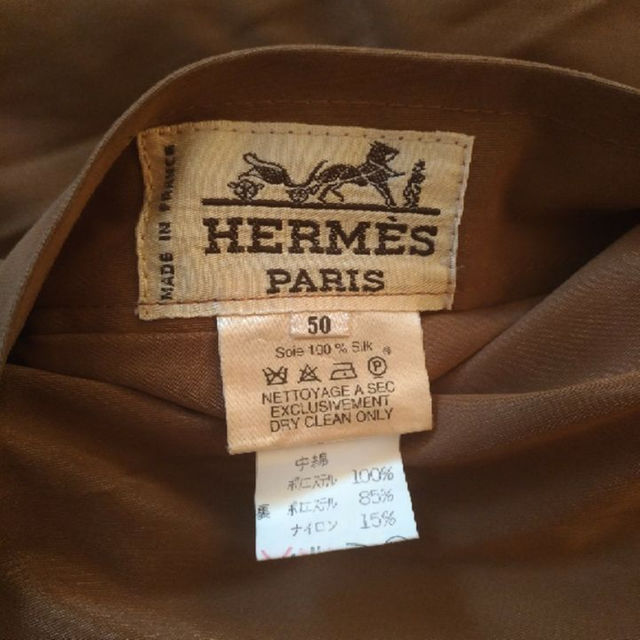 MADE IN FRANCE
HERMÈS
PARIS
50
Soie 100 % Silk
P
NETTOYAGE A SEC
EXCLUSIVEMENT
DRY CLEAN ONLY
中綿
ポリエステル 100%
裏 ポリエステル 85%
ナイロン 15%